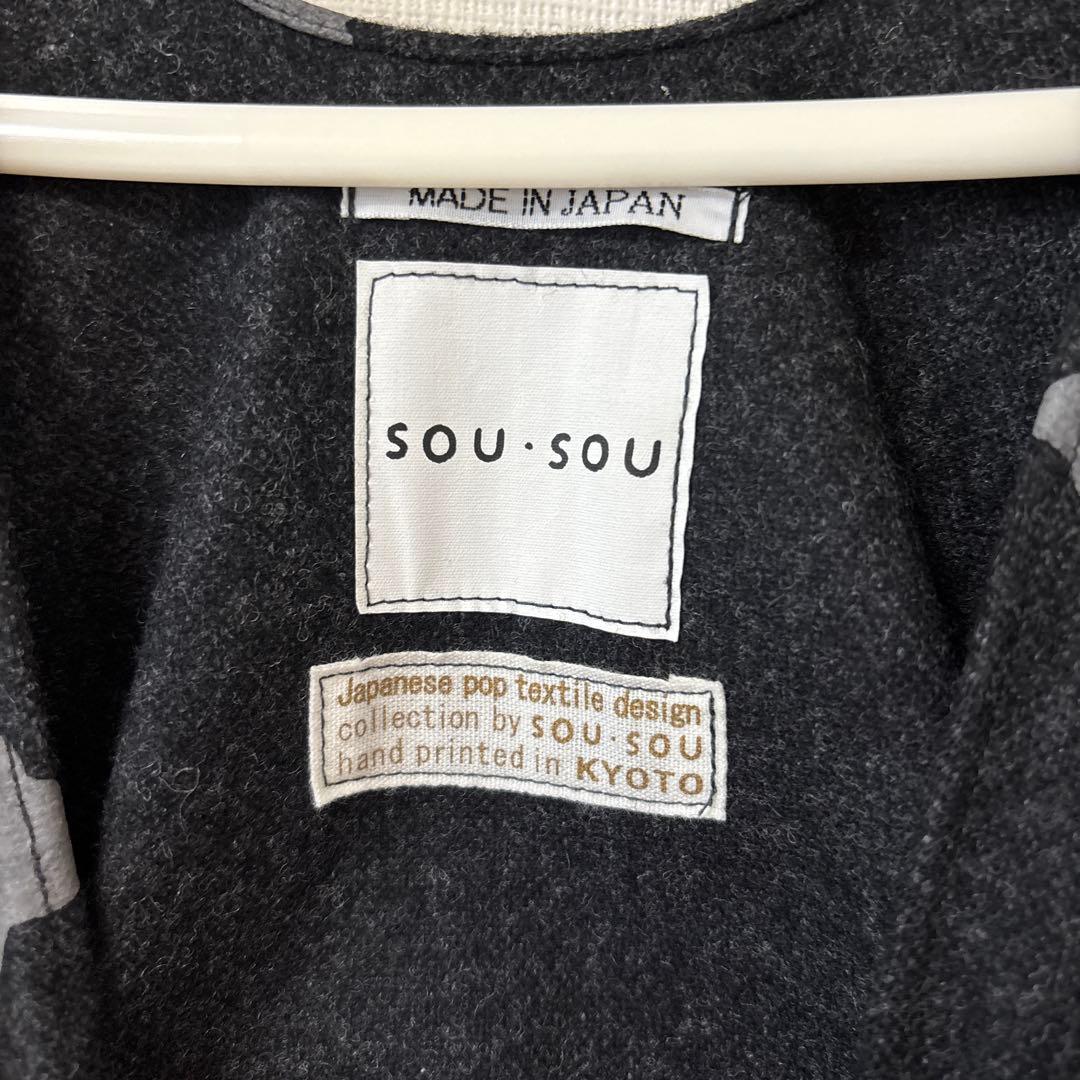 MADE IN JAPAN
SOU・SOU
Japanese pop textile design
collection by SOU・SOU
hand printed in KYOTO